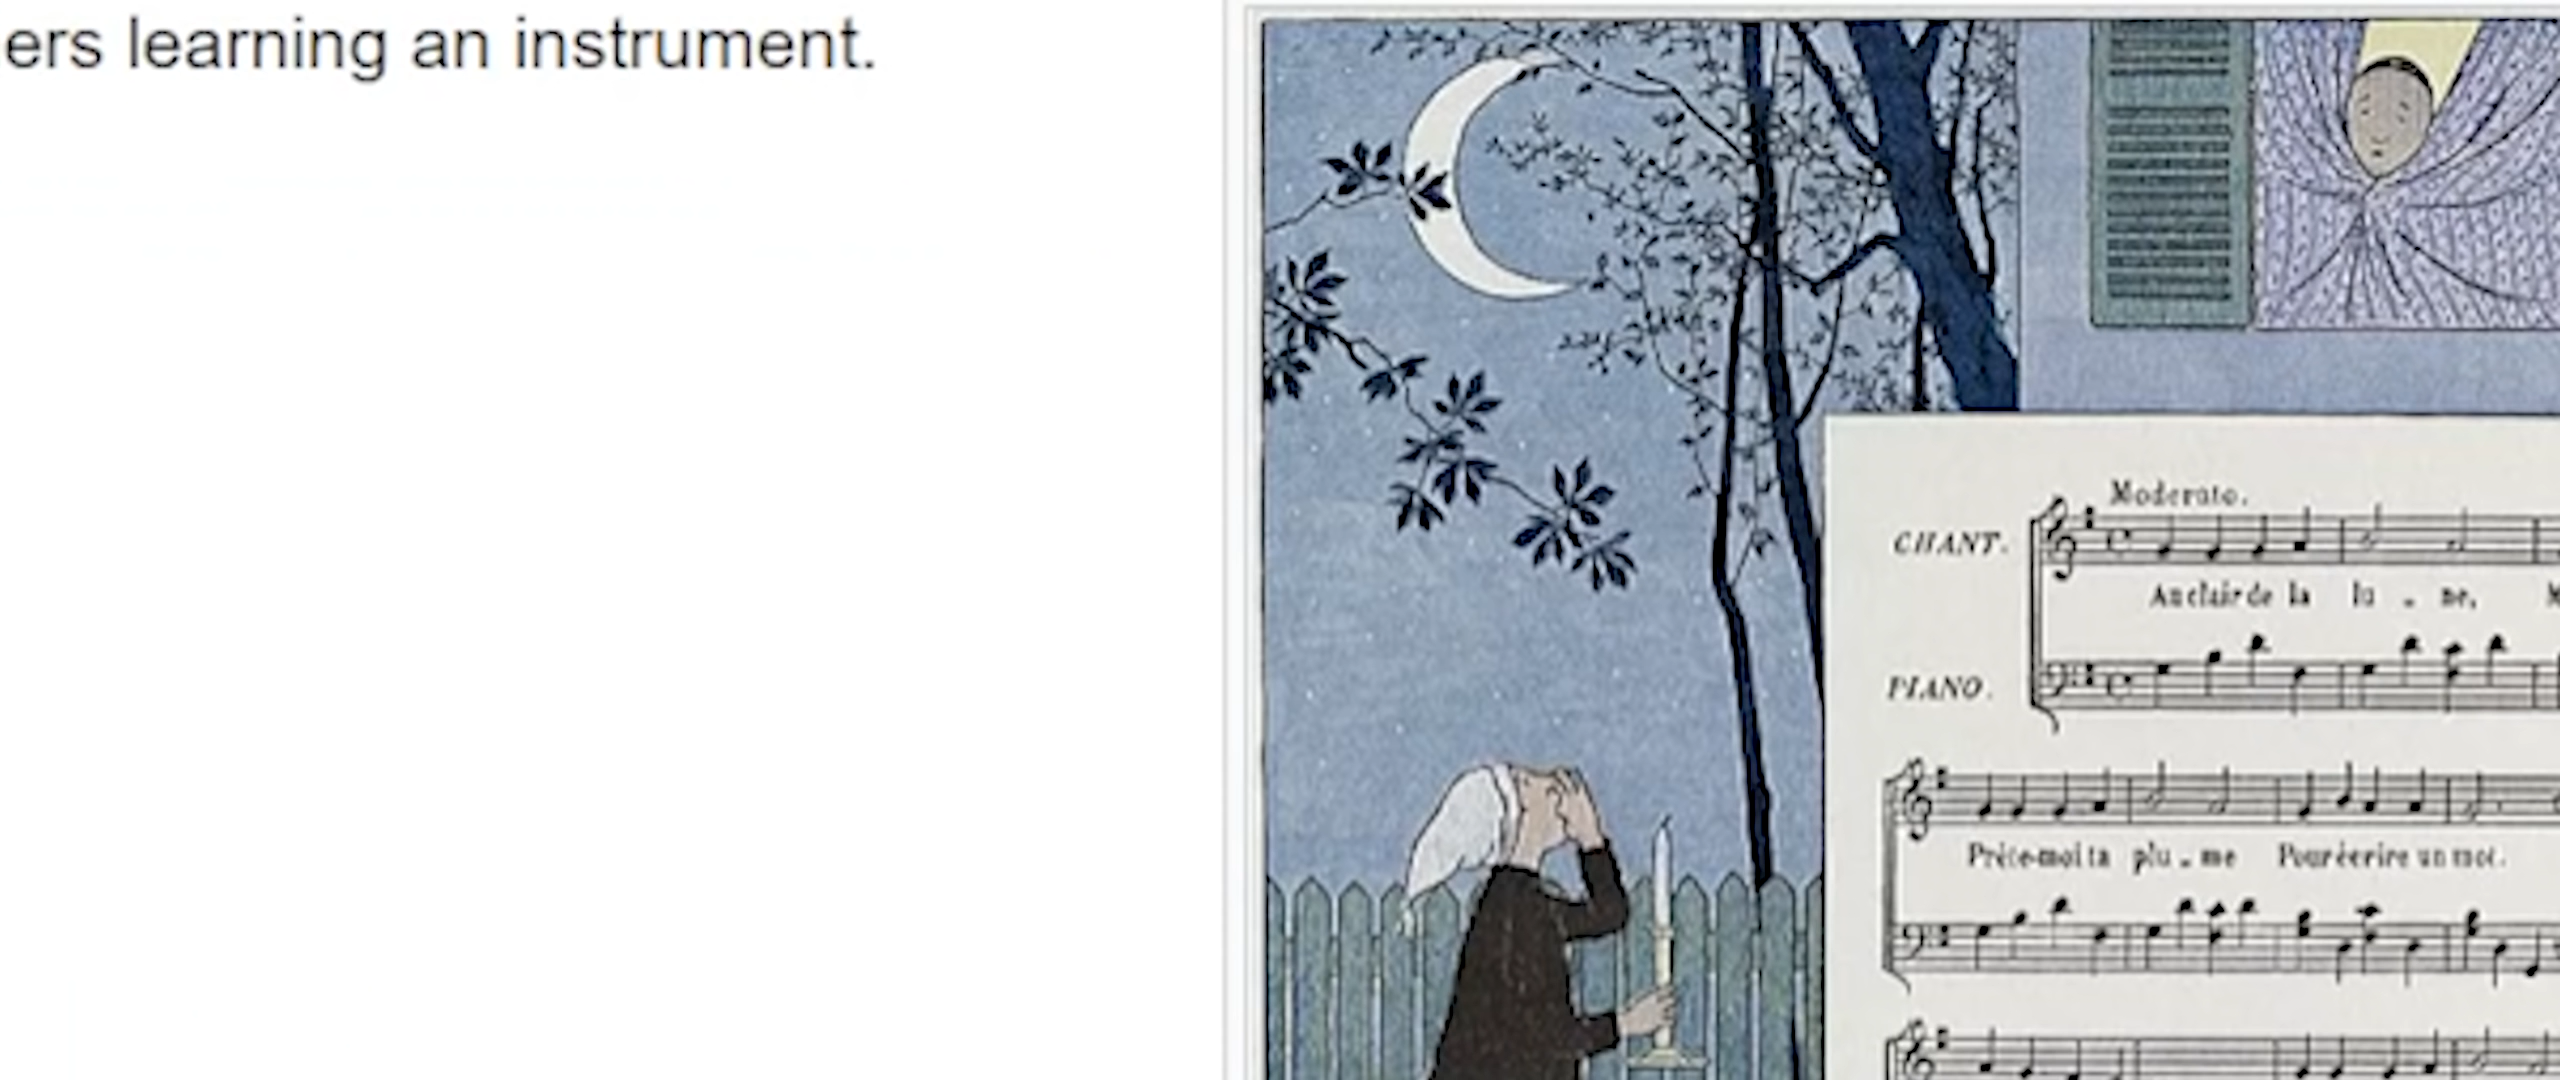 ers learning an instrument.
Moderato.
CHANT.
Au clair de la lu - ne,
PIANO.
Prête-moi ta plu - me Pour écrire un mot.